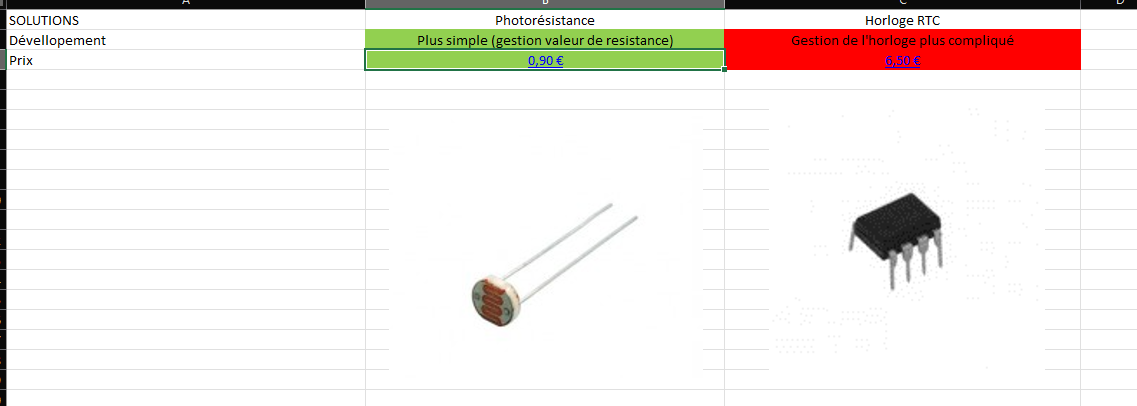 A B C D
SOLUTIONS Photorésistance Horloge RTC
Dévellopement Plus simple (gestion valeur de resistance) Gestion de l'horloge plus compliqué
Prix 0,90 € 6,50 €